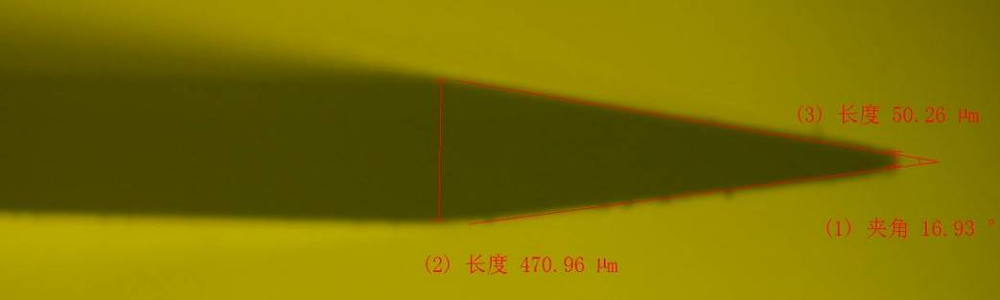 (3) 长度 50.26 μm
(1) 夹角 16.93 °
(2) 长度 470.96 μm